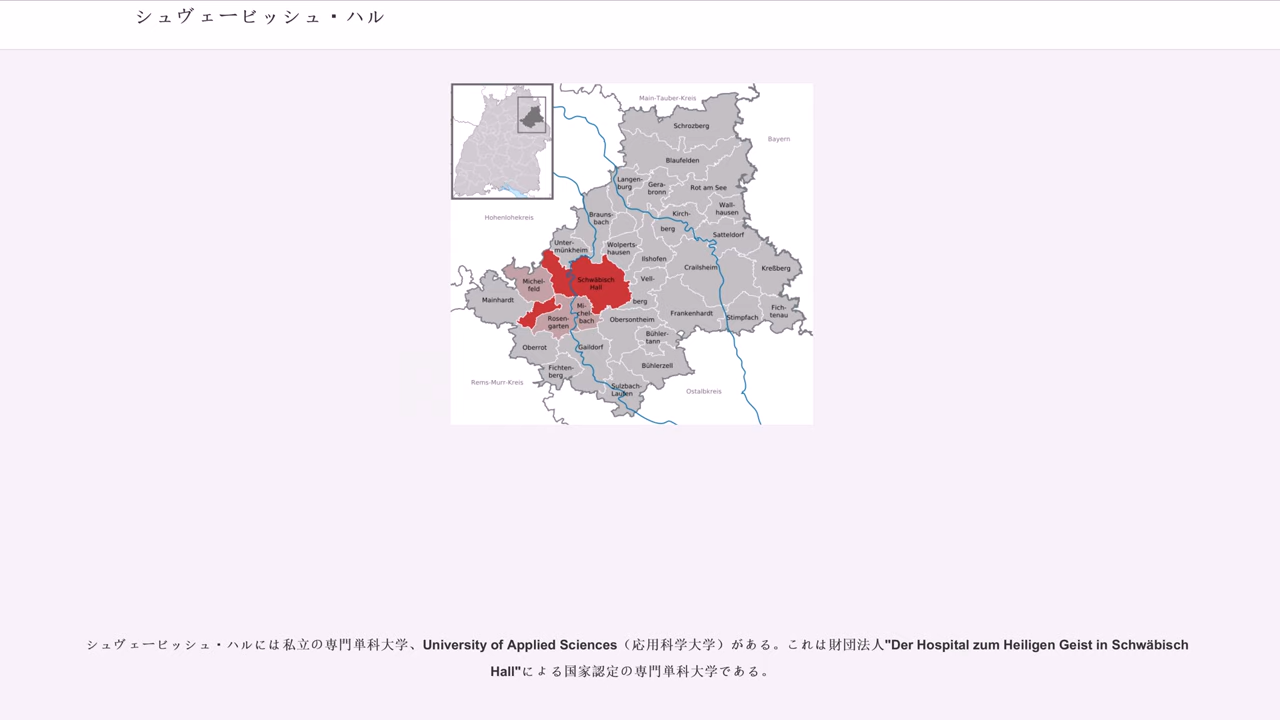 シュヴェービッシュ・ハル
Main-Tauber-Kreis
Schrozberg
Bayern
Blaufelden
Langen-
burg
Gera-
bronn
Rot am See
Wall-
hausen
Hohenlohekreis
Brauns-
bach
Kirch-
berg
Satteldorf
Unter-
münkheim
Wolperts
hausen
Ilshofen
Crailsheim
Kreßberg
Michel-
feld
Schwäbisch
Hall
Vell-
berg
Mainhardt
Mi-
chel-
bach
Rosen-
garten
Obersontheim
Frankenhardt
Stimpfach
Fich-
tenau
Oberrot
Gaildorf
Bühler-
tann
Fichten-
berg
Bühlerzell
Rems-Murr-Kreis
Sulzbach-
Laufen
Ostalbkreis
シュヴェービッシュ・ハルには私立の専門単科大学、University of Applied Sciences（応用科学大学）がある。これは財団法人"Der Hospital zum Heiligen Geist in Schwäbisch
Hall"による国家認定の専門単科大学である。